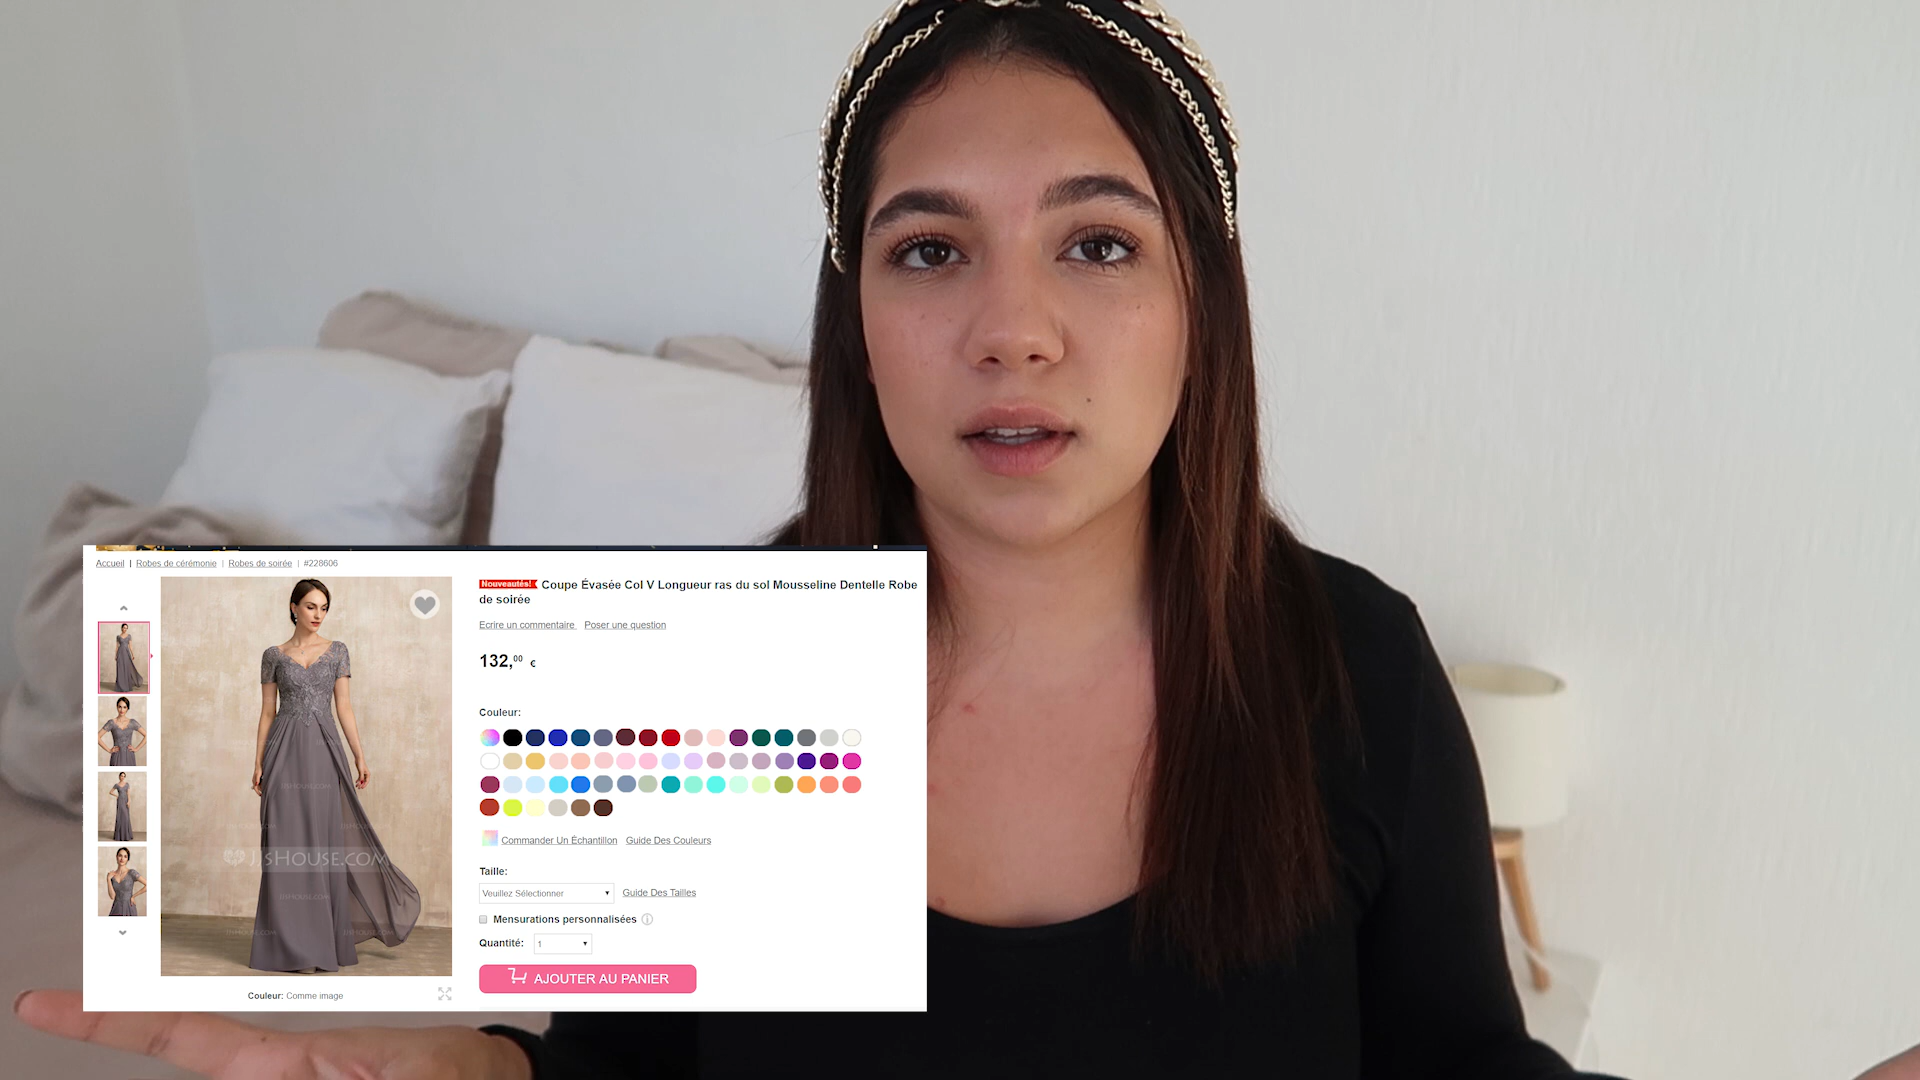 Accueil | Robes de cérémonie | Robes de soirée | #228606
Nouveautés! Coupe Évasée Col V Longueur ras du sol Mousseline Dentelle Robe
de soirée
Ecrire un commentaire Poser une question
132,00 €
Couleur:
Commander Un Échantillon Guide Des Couleurs
Taille:
Veuillez Sélectionner Guide Des Tailles
Mensurations personnalisées
Quantité: 1
AJOUTER AU PANIER
JJsHouse.com
Couleur: Comme image